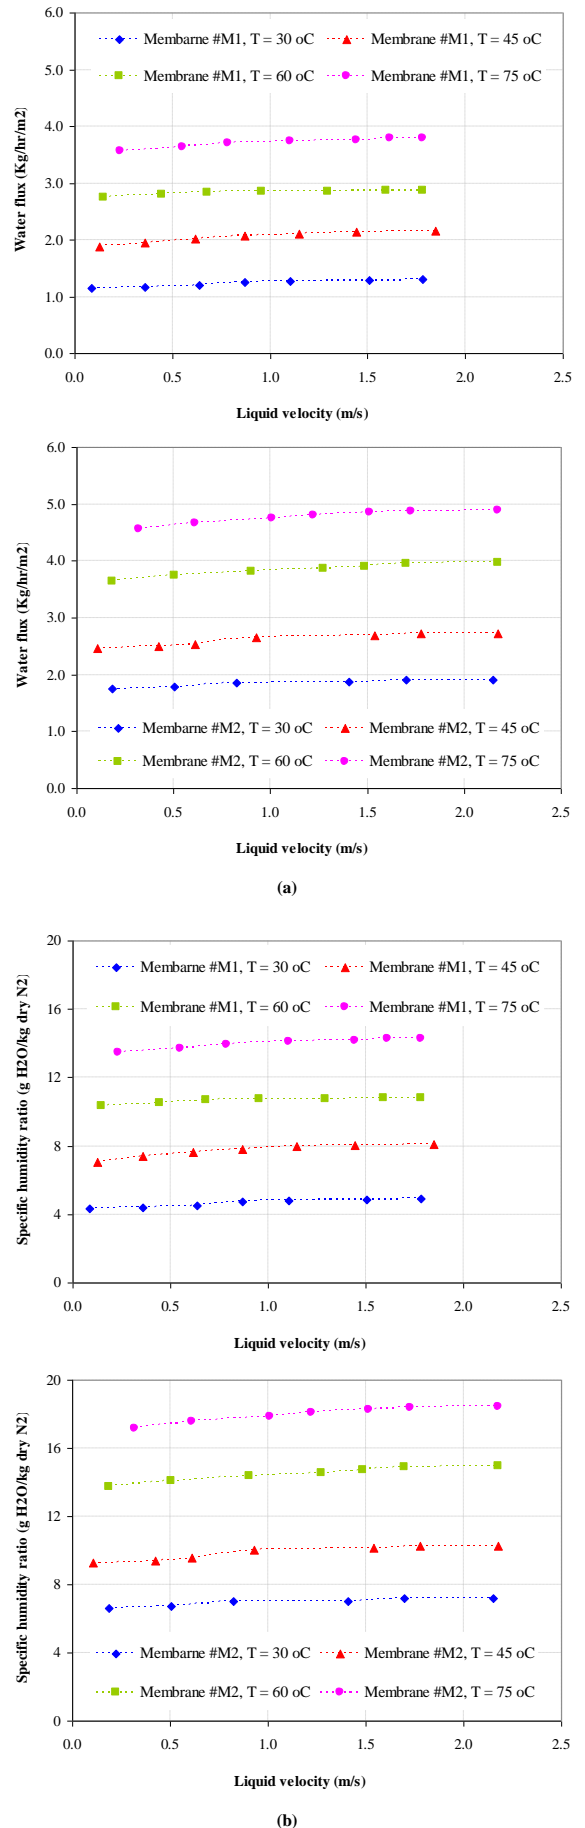 6.0
Membarne #M1, T = 30 oC
Membrane #M1, T = 45 oC
5.0
Membrane #M1, T = 60 oC
Membrane #M1, T = 75 oC
4.0
3.0
2.0
1.0
0.0
Water flux (Kg/hr/m2)
0.0 0.5 1.0 1.5 2.0 2.5
Liquid velocity (m/s)
6.0
5.0
4.0
3.0
2.0
1.0
0.0
Water flux (Kg/hr/m2)
Membarne #M2, T = 30 oC
Membrane #M2, T = 45 oC
Membrane #M2, T = 60 oC
Membrane #M2, T = 75 oC
0.0 0.5 1.0 1.5 2.0 2.5
Liquid velocity (m/s)
(a)
20
Membarne #M1, T = 30 oC
Membrane #M1, T = 45 oC
16
Membrane #M1, T = 60 oC
Membrane #M1, T = 75 oC
12
8
4
0
Specific humidity ratio (g H2O/kg dry N2)
0.0 0.5 1.0 1.5 2.0 2.5
Liquid velocity (m/s)
20
16
12
8
4
0
Specific humidity ratio (g H2O/kg dry N2)
Membarne #M2, T = 30 oC
Membrane #M2, T = 45 oC
Membrane #M2, T = 60 oC
Membrane #M2, T = 75 oC
0.0 0.5 1.0 1.5 2.0 2.5
Liquid velocity (m/s)
(b)